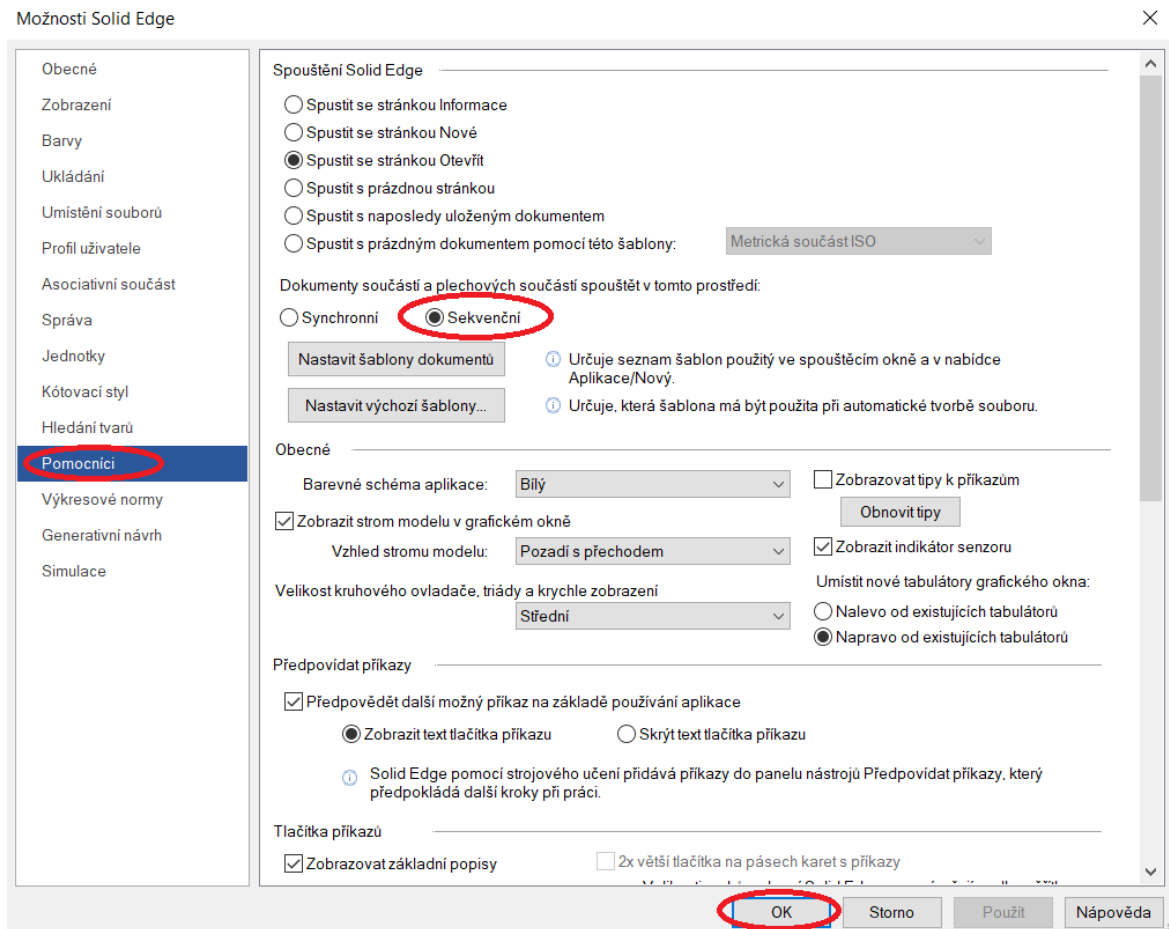 Možnosti Solid Edge
Obecné
Zobrazení
Barvy
Ukládání
Umístění souborů
Profil uživatele
Asociativní součást
Správa
Jednotky
Kótovací styl
Hledání tvarů
Pomocníci
Výkresové normy
Generativní návrh
Simulace
Spouštění Solid Edge
Spustit se stránkou Informace
Spustit se stránkou Nové
Spustit se stránkou Otevřít
Spustit s prázdnou stránkou
Spustit s naposledy uloženým dokumentem
Spustit s prázdným dokumentem pomocí této šablony: Metrická součást ISO
Dokumenty součástí a plechových součástí spouštět v tomto prostředí:
Synchronní Sekvenční
Nastavit šablony dokumentů
Určuje seznam šablon použitý ve spouštěcím okně a v nabídce
Aplikace/Nový.
Nastavit výchozí šablony...
Určuje, která šablona má být použita při automatické tvorbě souboru.
Obecné
Barevné schéma aplikace: Bílý
Zobrazovat tipy k příkazům
Obnovit tipy
Zobrazit strom modelu v grafickém okně
Vzhled stromu modelu: Pozadí s přechodem
Zobrazit indikátor senzoru
Velikost kruhového ovladače, triády a krychle zobrazení
Střední
Umístit nové tabulátory grafického okna:
Nalevo od existujících tabulátorů
Napravo od existujících tabulátorů
Předpovídat příkazy
Předpovědět další možný příkaz na základě používání aplikace
Zobrazit text tlačítka příkazu Skrýt text tlačítka příkazu
Solid Edge pomocí strojového učení přidává příkazy do panelu nástrojů Předpovídat příkazy, který
předpokládá další kroky při práci.
Tlačítka příkazů
Zobrazovat základní popisy
2x větší tlačítka na pásech karet s příkazy
OK Storno Použít Nápověda